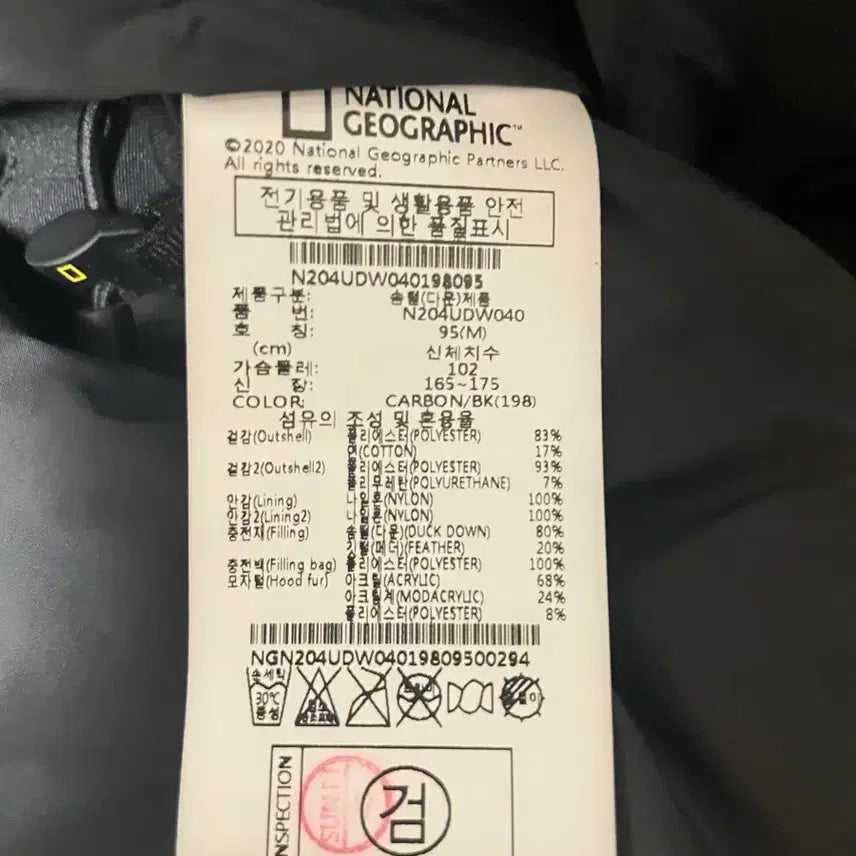 NATIONAL
GEOGRAPHIC™
©2020 National Geographic Partners LLC.
All rights reserved.
전기용품 및 생활용품 안전
관리법에 의한 품질표시
N204UDW040198095
제품구분: 솜털(다운)제품
품 번: N204UDW040
호 칭: 95(M)
(cm) 신체치수
가슴둘레: 102
신 장: 165~175
COLOR: CARBON/BK(198)
섬유의 조성 및 혼용율
겉감(Outshell) 폴리에스터(POLYESTER) 83%
면(COTTON) 17%
겉감2(Outshell2) 폴리에스터(POLYESTER) 93%
폴리우레탄(POLYURETHANE) 7%
안감(Lining) 나일론(NYLON) 100%
안감2(Lining2) 나일론(NYLON) 100%
충전재(Filling) 솜털(다운)(DUCK DOWN) 80%
깃털(페더)(FEATHER) 20%
충전백(Filling bag) 폴리에스터(POLYESTER) 100%
모자털(Hood fur) 아크릴(ACRYLIC) 68%
아크릴계(MODACRYLIC) 24%
폴리에스터(POLYESTER) 8%
NGN204UDW04019809500294
손세탁
30℃
중성
INSPECTION
검